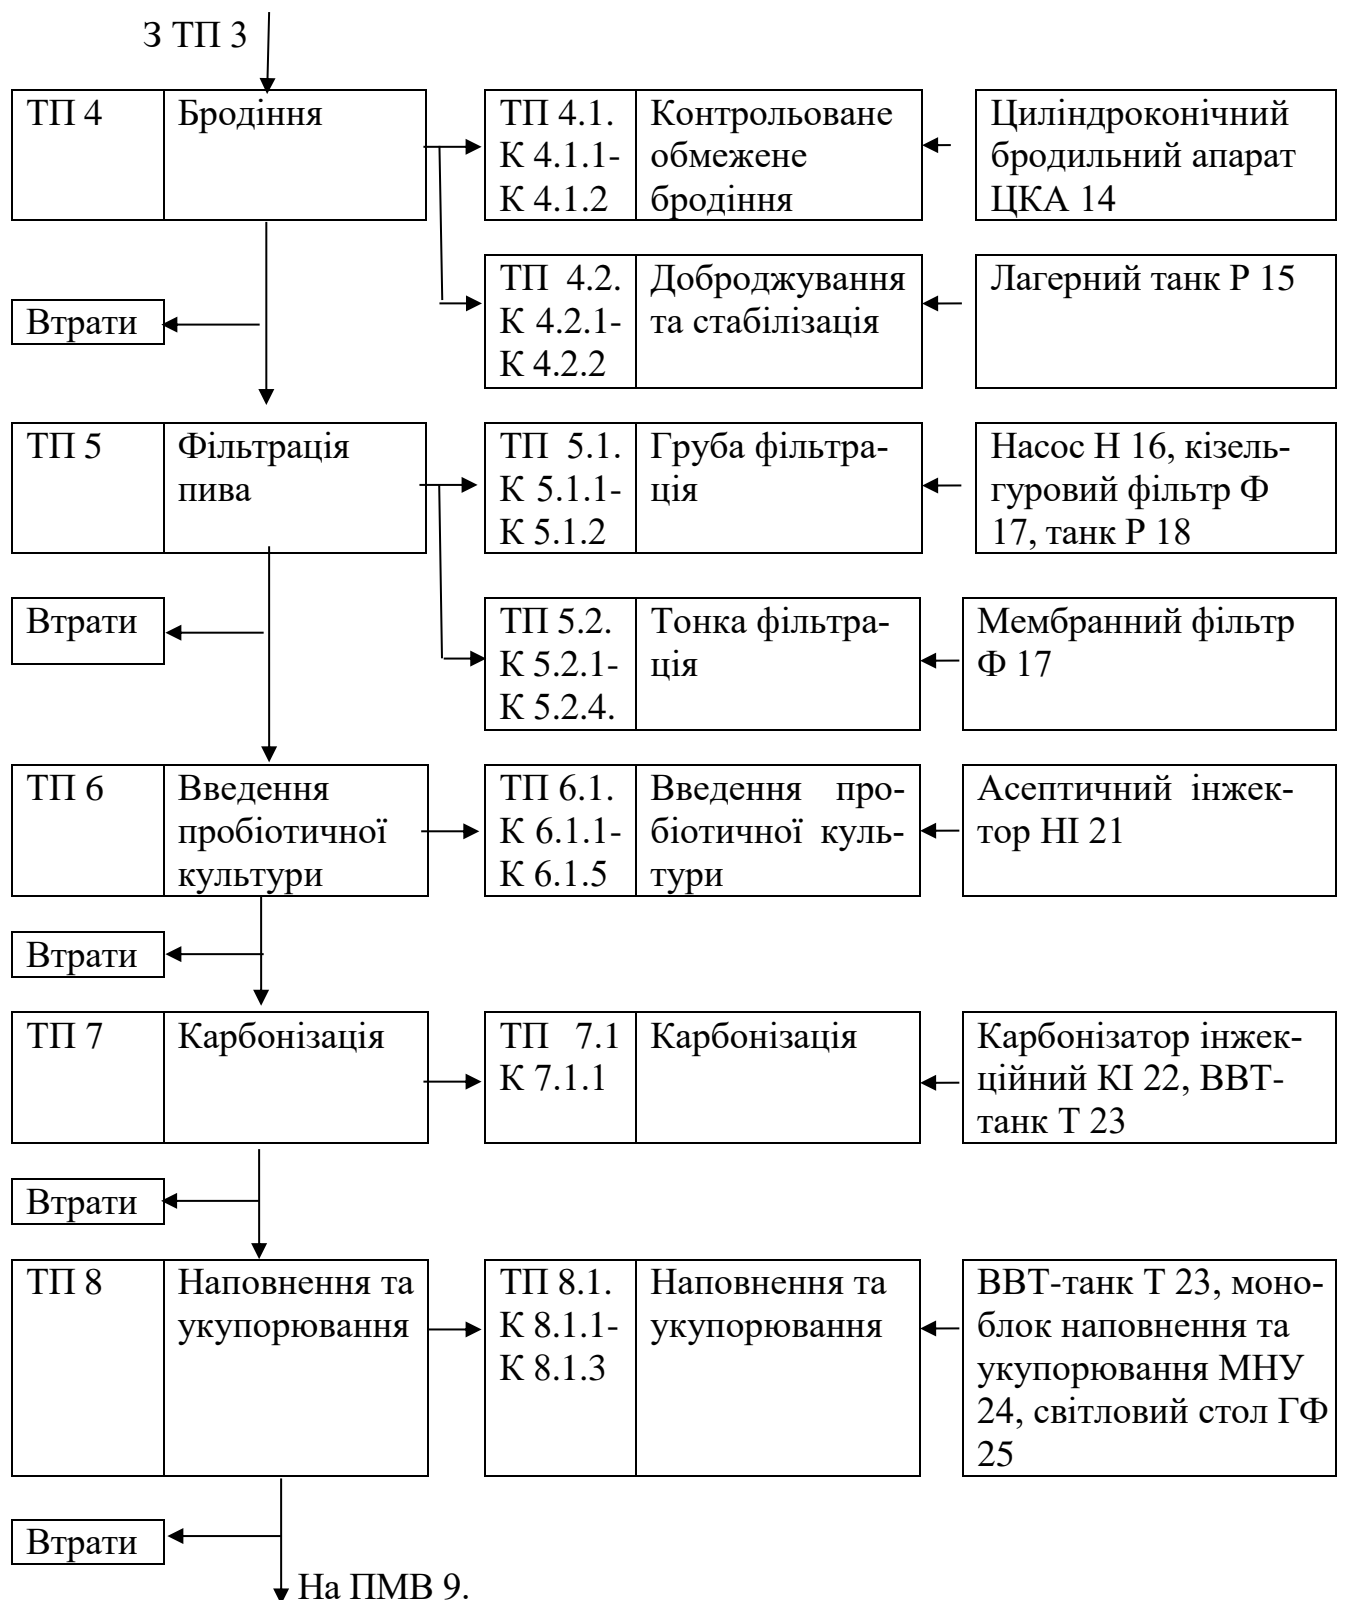 З ТП 3
ТП 4
Бродіння
ТП 4.1.
К 4.1.1-
К 4.1.2
Контрольоване
обмежене
бродіння
Циліндроконічний
бродильний апарат
ЦКА 14
Втрати
ТП 4.2.
К 4.2.1-
К 4.2.2
Доброджування
та стабілізація
Лагерний танк Р 15
ТП 5
Фільтрація
пива
ТП 5.1.
К 5.1.1-
К 5.1.2
Груба фільтра-
ція
Насос Н 16, кізель-
гуровий фільтр Ф
17, танк Р 18
Втрати
ТП 5.2.
К 5.2.1-
К 5.2.4.
Тонка фільтра-
ція
Мембранний фільтр
Ф 17
ТП 6
Введення
пробіотичної
культури
ТП 6.1.
К 6.1.1-
К 6.1.5
Введення про-
біотичної куль-
тури
Асептичний інжек-
тор НІ 21
Втрати
ТП 7
Карбонізація
ТП 7.1
К 7.1.1
Карбонізація
Карбонізатор інжек-
ційний КІ 22, ВВТ-
танк Т 23
Втрати
ТП 8
Наповнення та
укупорювання
ТП 8.1.
К 8.1.1-
К 8.1.3
Наповнення та
укупорювання
ВВТ-танк Т 23, моно-
блок наповнення та
укупорювання МНУ
24, світловий стол ГФ
25
Втрати
На ПМВ 9.